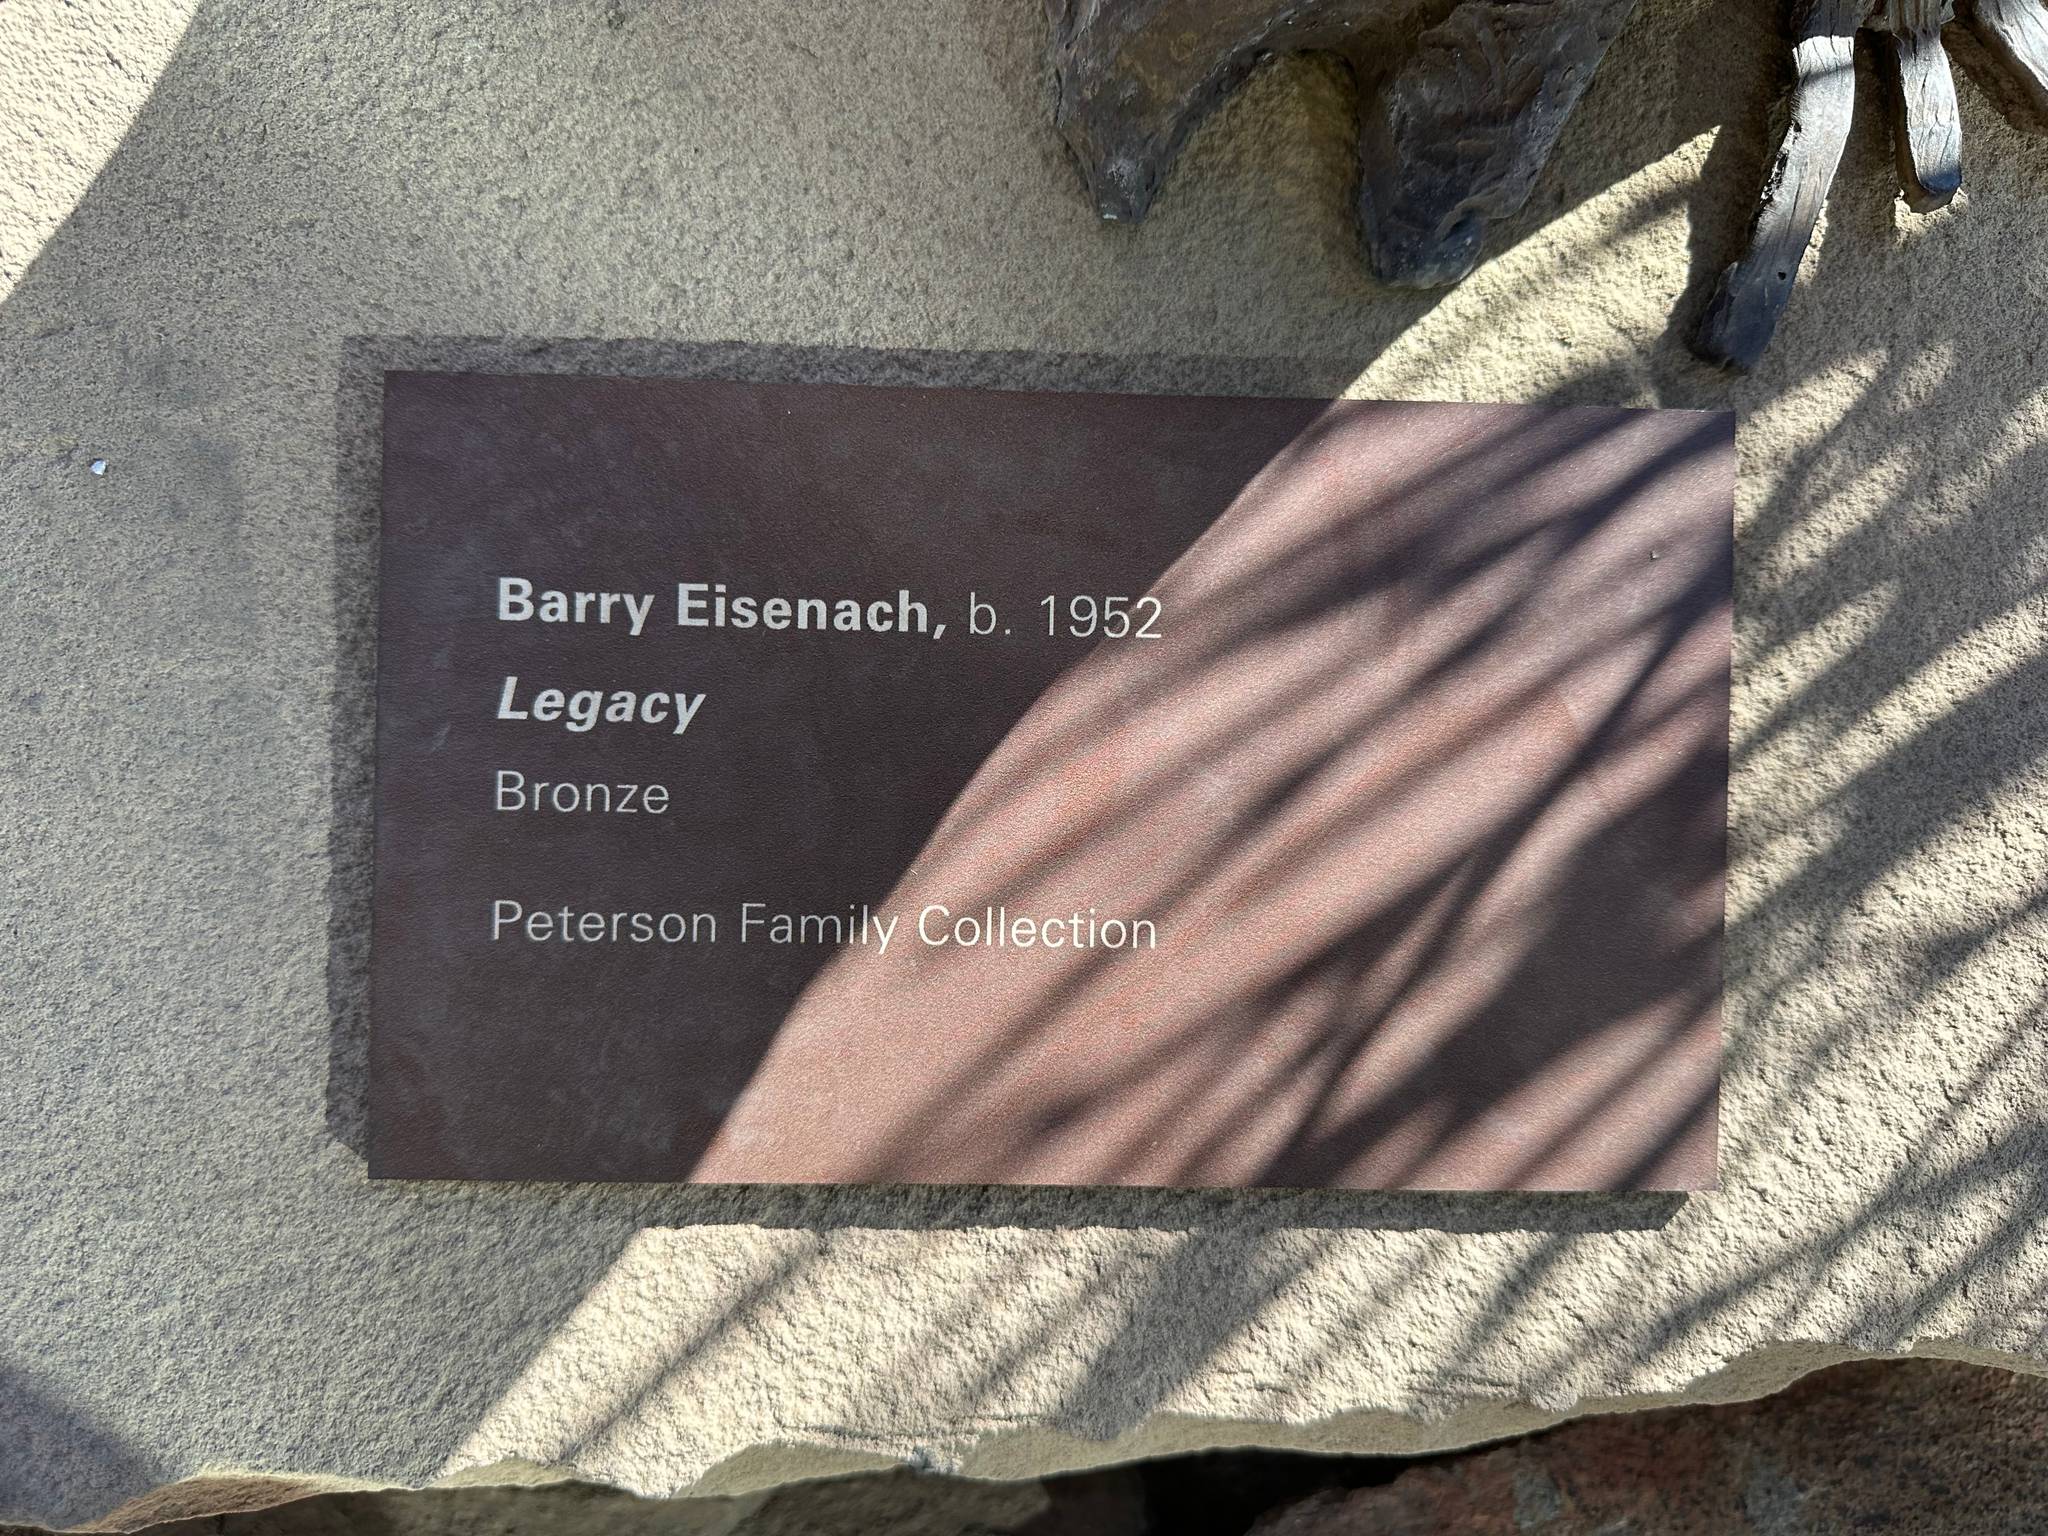 Barry Eisenach, b. 1952
Legacy
Bronze
Peterson Family Collection